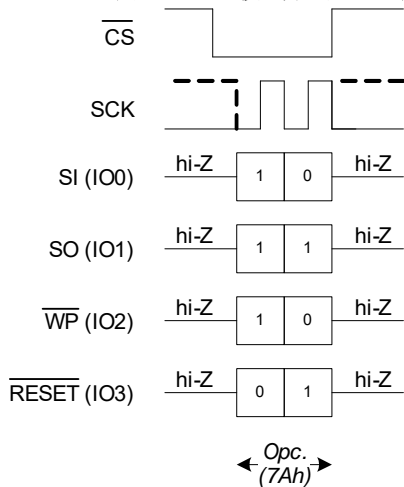 CS
SCK
SI (IO0) hi-Z 1 0 hi-Z
SO (IO1) hi-Z 1 1 hi-Z
WP (IO2) hi-Z 1 0 hi-Z
RESET (IO3) hi-Z 0 1 hi-Z
Opc.
(7Ah)